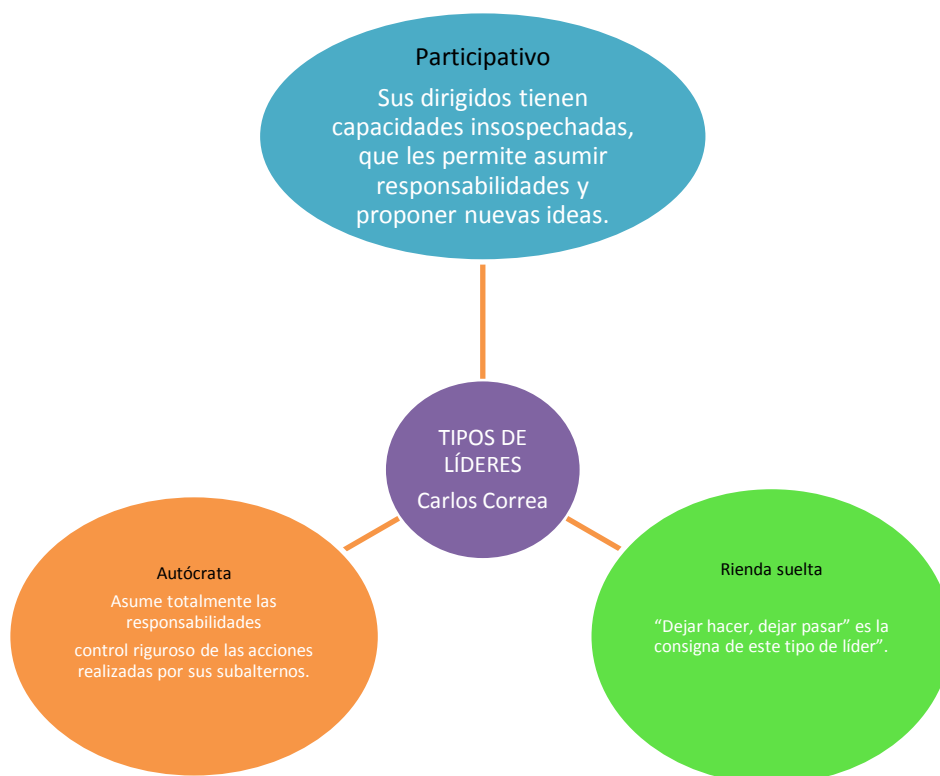 Participativo
Sus dirigidos tienen
capacidades insospechadas,
que les permite asumir
responsabilidades y
proponer nuevas ideas.
TIPOS DE
LÍDERES
Carlos Correa
Autócrata
Asume totalmente las
responsabilidades
control riguroso de las acciones
realizadas por sus subalternos.
Rienda suelta
“Dejar hacer, dejar pasar” es la
consigna de este tipo de líder”.